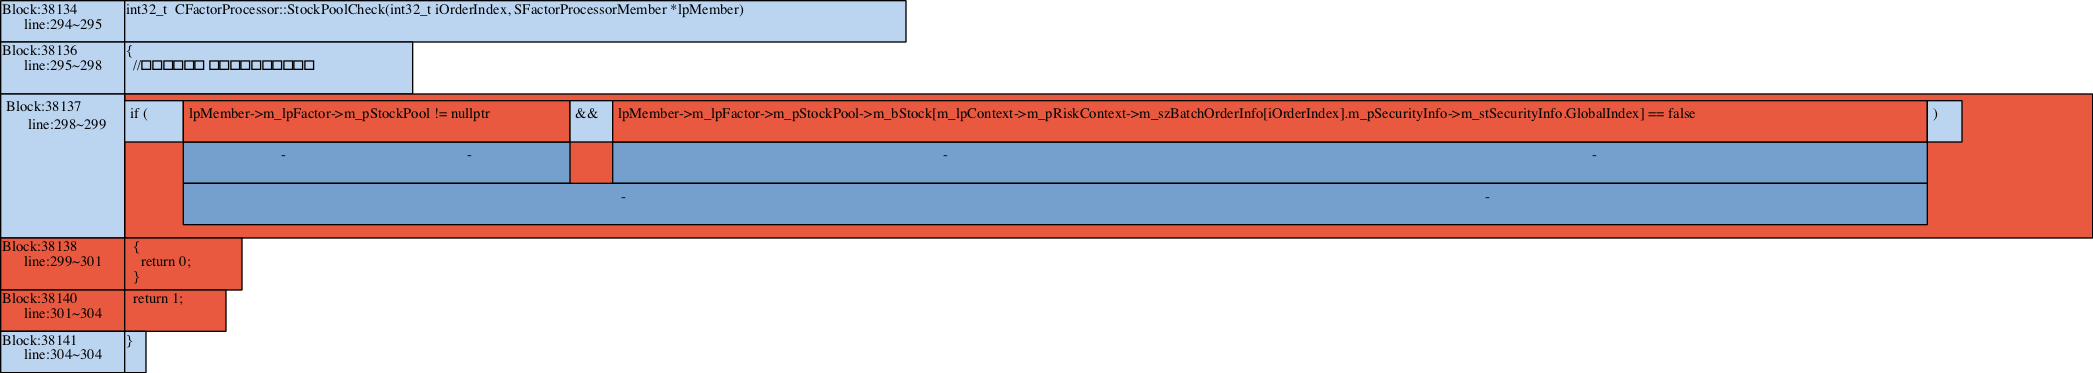 Block:38134
line:294~295
int32_t  CFactorProcessor::StockPoolCheck(int32_t iOrderIndex, SFactorProcessorMember *lpMember)
Block:38136
line:295~298
{
//□□□□□□ □□□□□□□□□□
Block:38137
line:298~299
if (
lpMember->m_lpFactor->m_pStockPool != nullptr
&&
lpMember->m_lpFactor->m_pStockPool->m_bStock[m_lpContext->m_pRiskContext->m_szBatchOrderInfo[iOrderIndex].m_pSecurityInfo->m_stSecurityInfo.GlobalIndex] == false
)
- - - -
- -
Block:38138
line:299~301
{
return 0;
}
Block:38140
line:301~304
return 1;
Block:38141
line:304~304
}